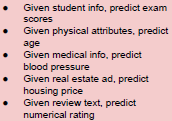 ● Given student info, predict exam
scores
● Given physical attributes, predict
age
● Given medical info, predict
blood pressure
● Given real estate ad, predict
housing price
● Given review text, predict
numerical rating